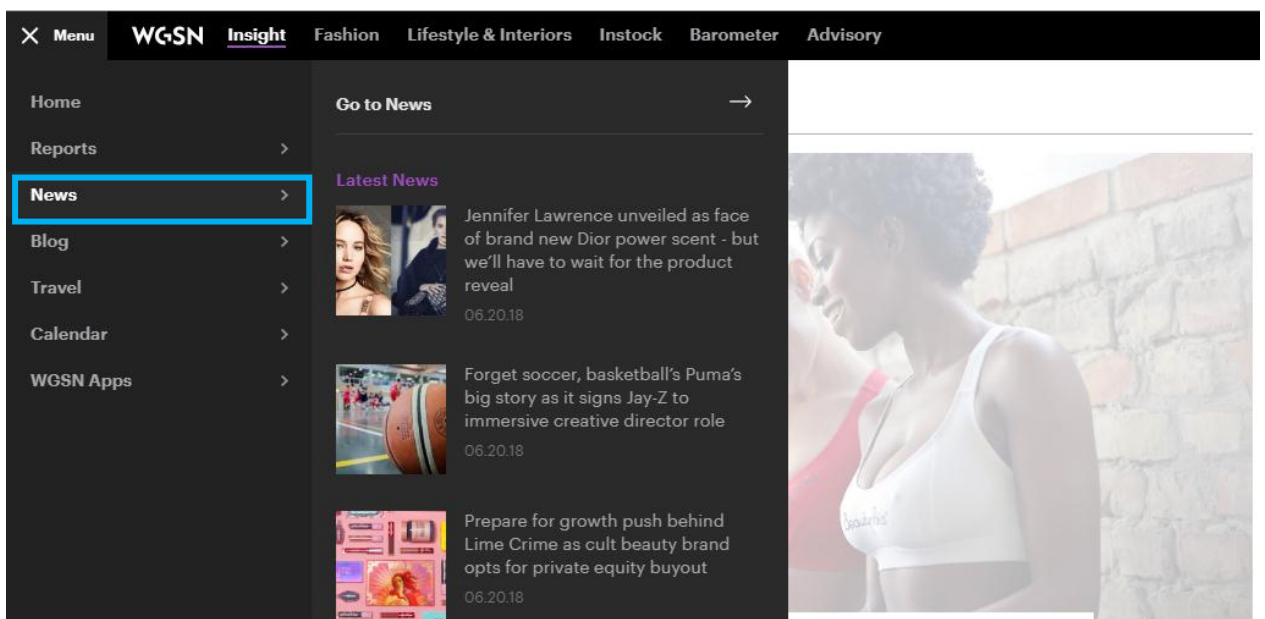 Menu WGSN Insight Fashion Lifestyle & Interiors Instock Barometer Advisory
Home
Reports
News
Blog
Travel
Calendar
WGSN Apps
Go to News
Latest News
Jennifer Lawrence unveiled as face
of brand new Dior power scent - but
we'll have to wait for the product
reveal
06.20.18
Forget soccer, basketball's Puma's
big story as it signs Jay-Z to
immersive creative director role
06.20.18
Prepare for growth push behind
Lime Crime as cult beauty brand
opts for private equity buyout
06.20.18